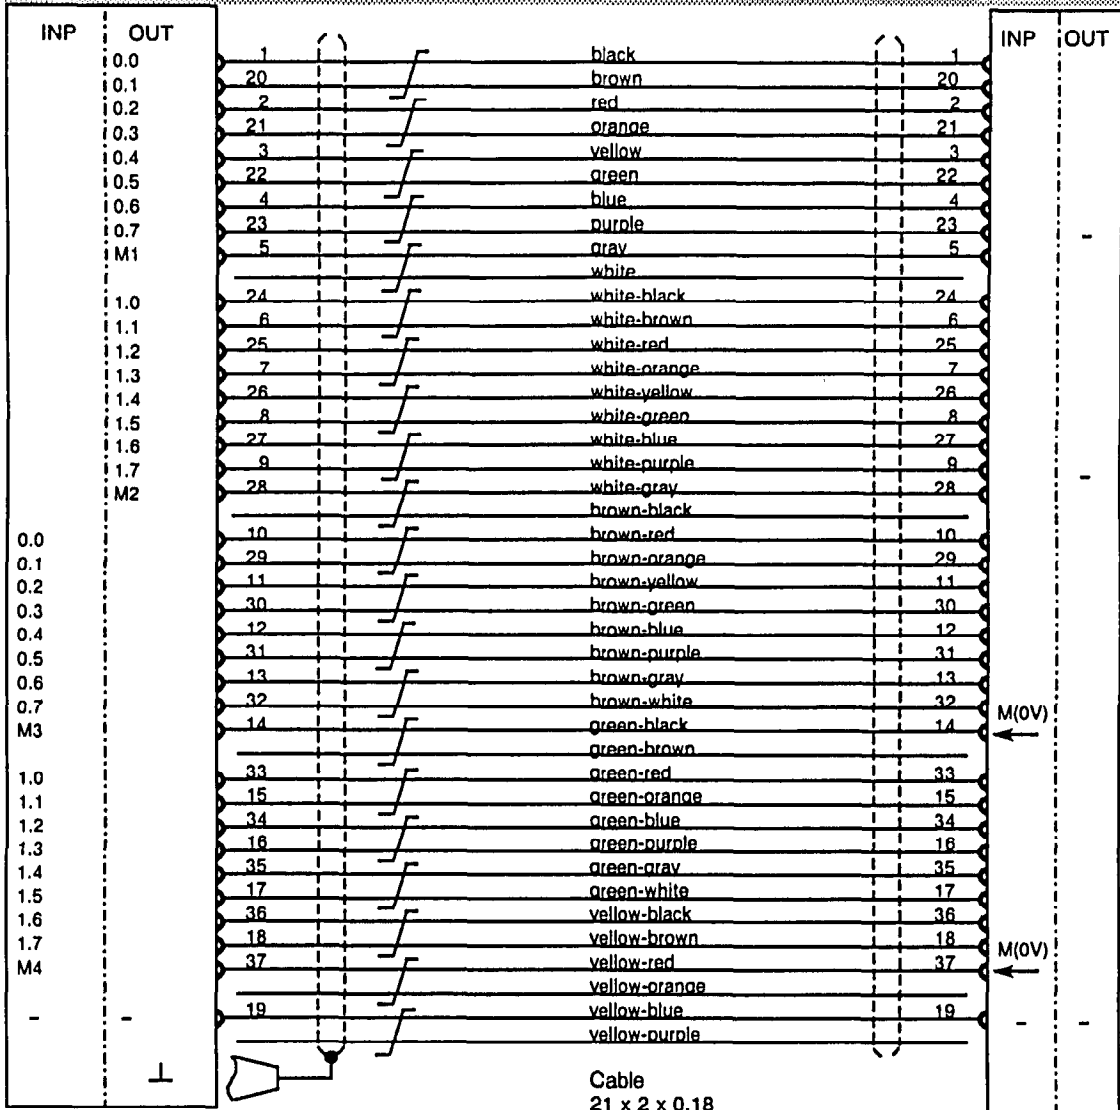 INP OUT INP OUT
0.0 1 black 1
0.1 20 brown 20
0.2 2 red 2
0.3 21 orange 21
0.4 3 yellow 3
0.5 22 green 22
0.6 4 blue 4
0.7 23 purple 23 -
M1 5 gray 5
white
1.0 24 white-black 24
1.1 6 white-brown 6
1.2 25 white-red 25
1.3 7 white-orange 7
1.4 26 white-yellow 26
1.5 8 white-green 8
1.6 27 white-blue 27
1.7 9 white-purple 9
M2 28 white-gray 28 -
brown-black
0.0 10 brown-red 10
0.1 29 brown-orange 29
0.2 11 brown-yellow 11
0.3 30 brown-green 30
0.4 12 brown-blue 12
0.5 31 brown-purple 31
0.6 13 brown-gray 13
0.7 32 brown-white 32
M3 14 green-black 14 M(0V)
green-brown
1.0 33 green-red 33
1.1 15 green-orange 15
1.2 34 green-blue 34
1.3 16 green-purple 16
1.4 35 green-gray 35
1.5 17 green-white 17
1.6 36 yellow-black 36
1.7 18 yellow-brown 18
M4 37 yellow-red 37 M(0V)
yellow-orange
- - 19 yellow-blue 19 - -
yellow-purple
Cable
21 x 2 x 0.18